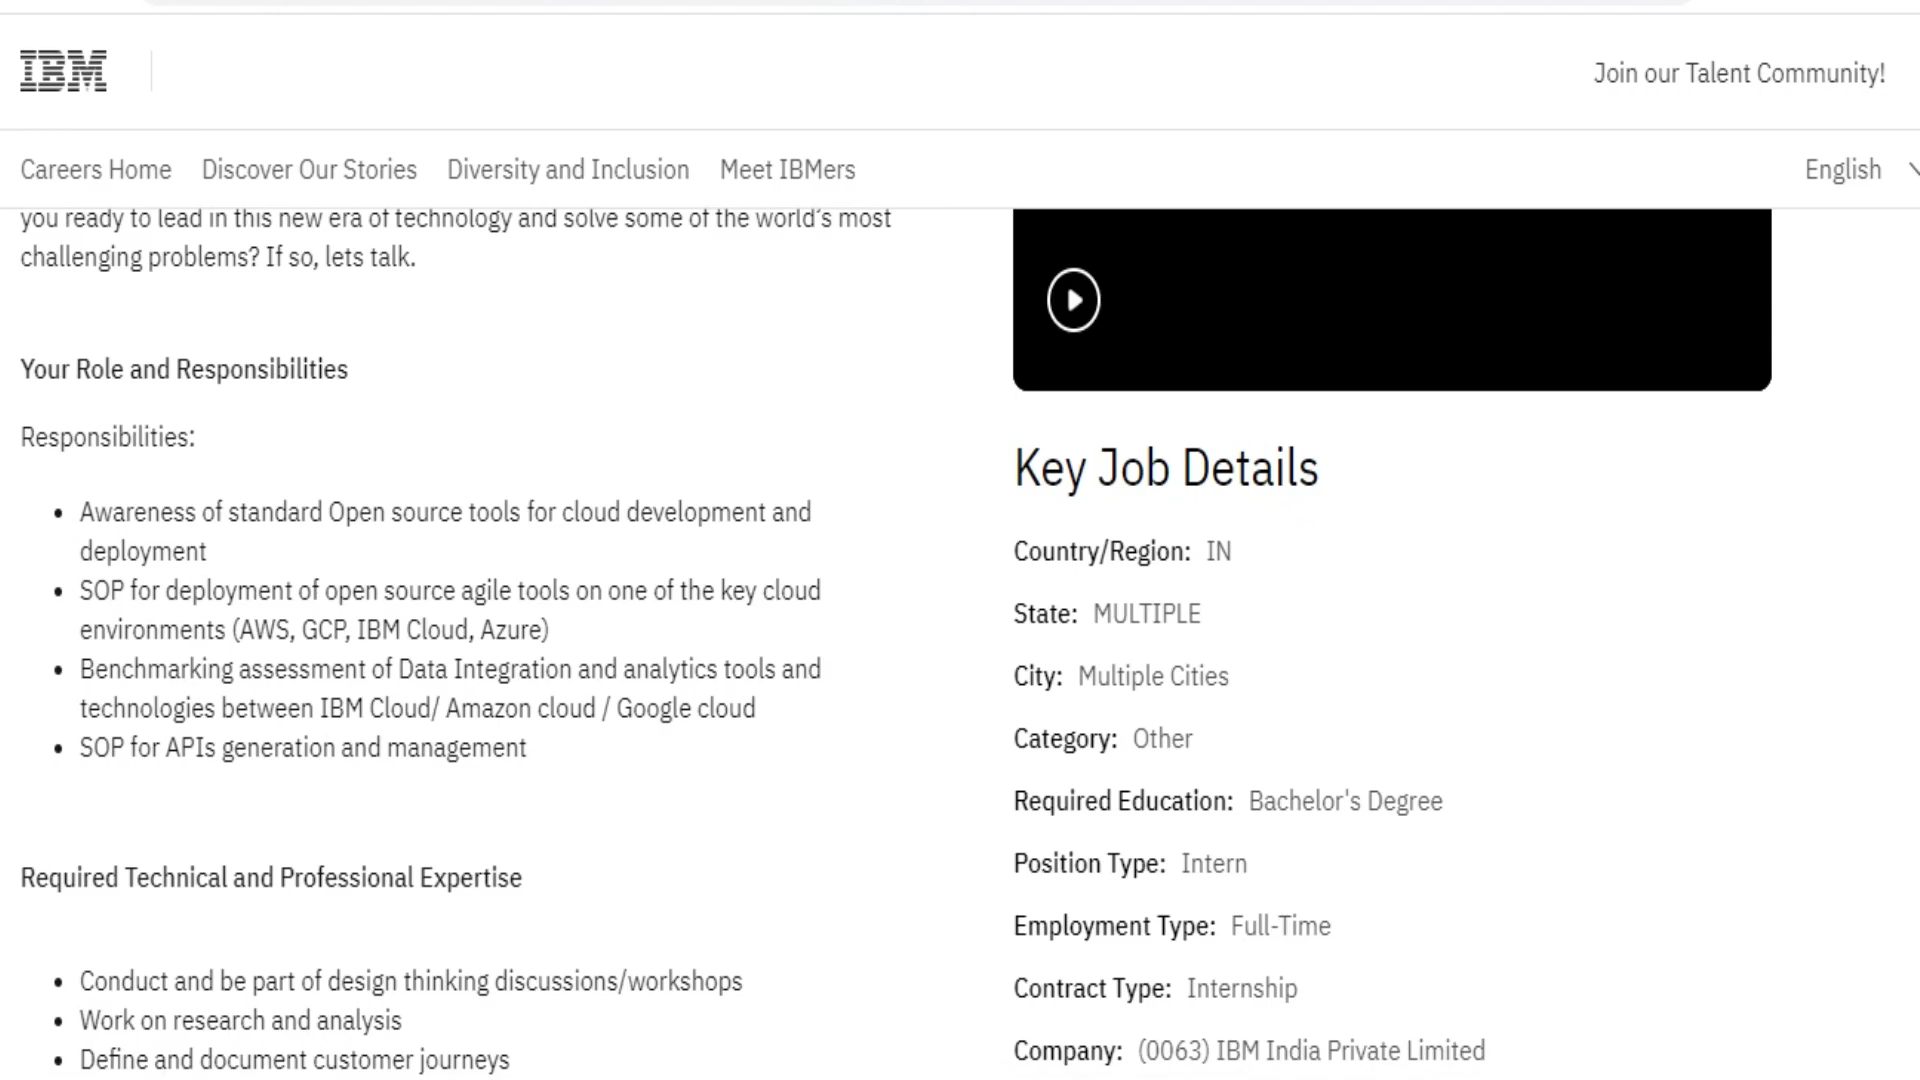 IBM
Join our Talent Community!
Careers Home Discover Our Stories Diversity and Inclusion Meet IBMers English
you ready to lead in this new era of technology and solve some of the world's most
challenging problems? If so, lets talk.
Your Role and Responsibilities
Responsibilities:
• Awareness of standard Open source tools for cloud development and
deployment
• SOP for deployment of open source agile tools on one of the key cloud
environments (AWS, GCP, IBM Cloud, Azure)
• Benchmarking assessment of Data Integration and analytics tools and
technologies between IBM Cloud/ Amazon cloud / Google cloud
• SOP for APIs generation and management
Required Technical and Professional Expertise
• Conduct and be part of design thinking discussions/workshops
• Work on research and analysis
• Define and document customer journeys
Key Job Details
Country/Region: IN
State: MULTIPLE
City: Multiple Cities
Category: Other
Required Education: Bachelor's Degree
Position Type: Intern
Employment Type: Full-Time
Contract Type: Internship
Company: (0063) IBM India Private Limited